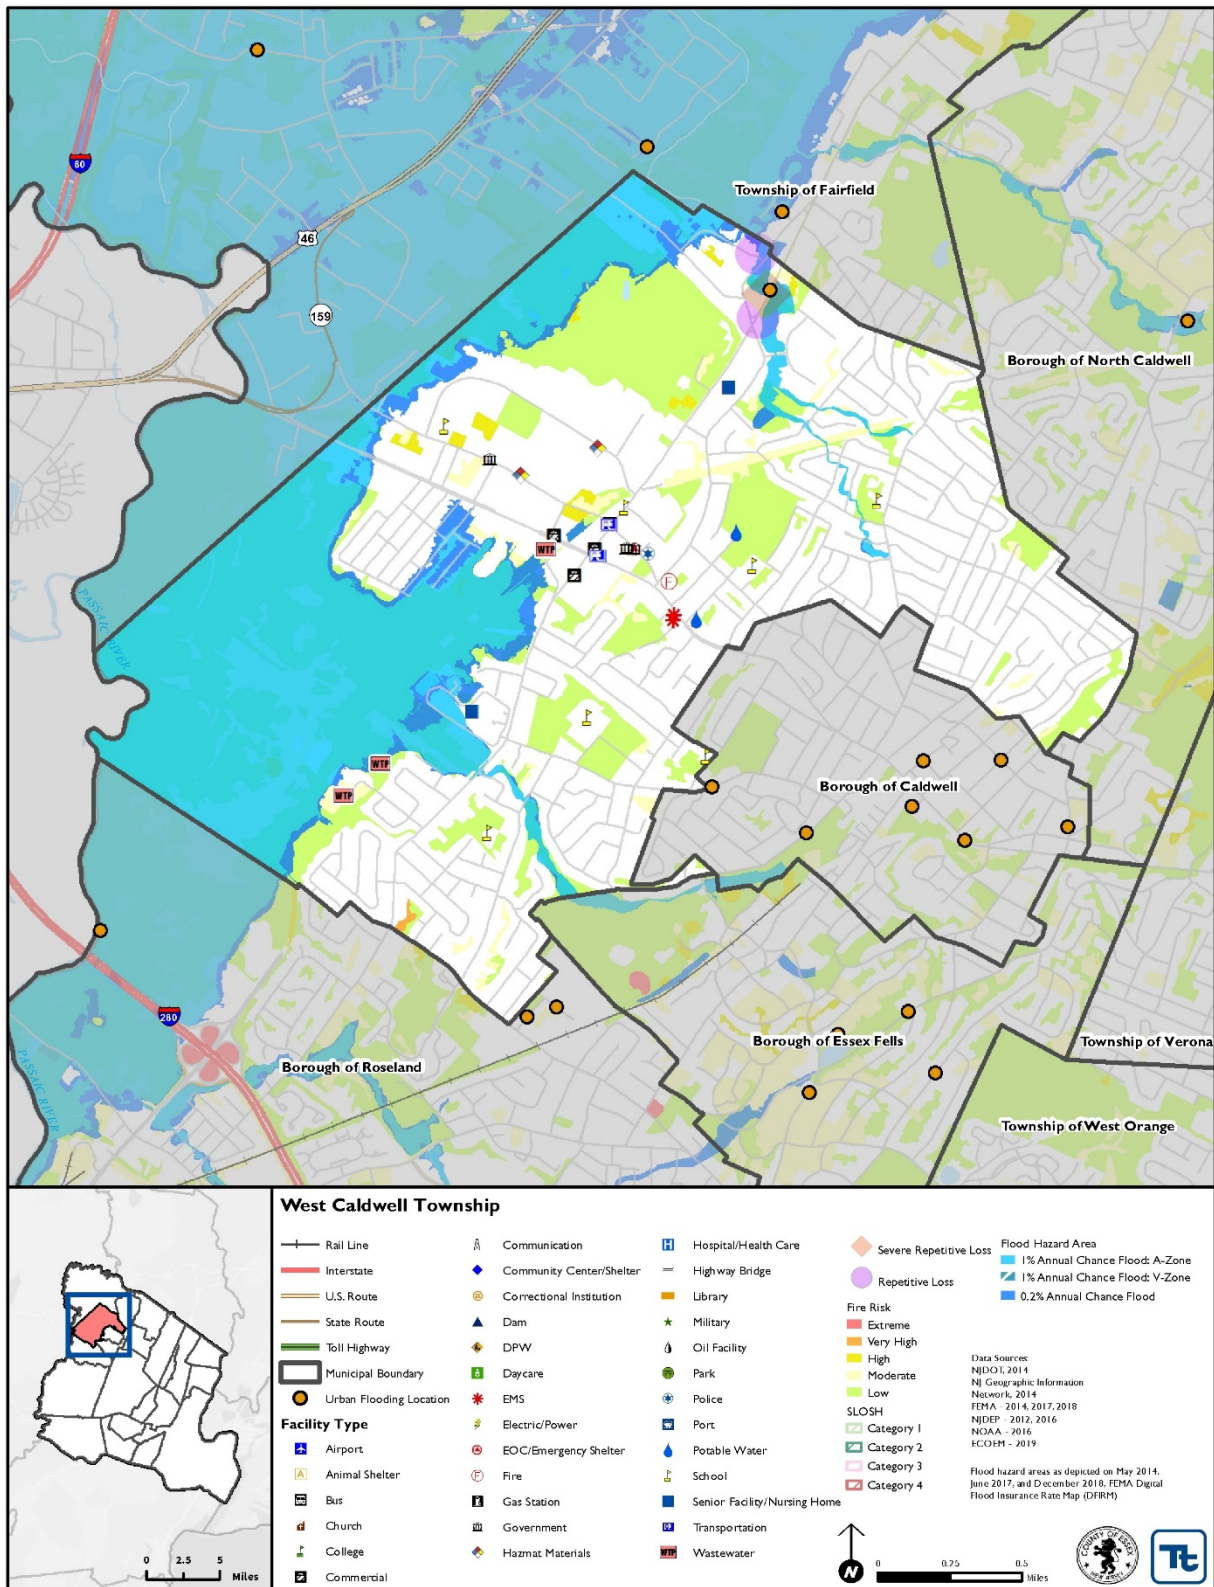 80
Township of Fairfield
46
159
Borough of North Caldwell
WTP
F
PASSAIC RIVER
WTP
WTP
Borough of Caldwell
280
Borough of Essex Fells
Township of Verona
Borough of Roseland
PASSAIC RIVER
Township of West Orange
West Caldwell Township
Rail Line
Interstate
U.S. Route
State Route
Toll Highway
Municipal Boundary
Urban Flooding Location
Facility Type
Airport
A Animal Shelter
Bus
Church
College
Commercial
Communication
Community Center/Shelter
Correctional Institution
Dam
DPW
Daycare
EMS
Electric/Power
EOC/Emergency Shelter
F Fire
Gas Station
Government
Hazmat Materials
H Hospital/Health Care
Highway Bridge
Library
Military
Oil Facility
Park
Police
Port
Potable Water
School
Senior Facility/Nursing Home
Transportation
WTP Wastewater
Severe Repetitive Loss
Repetitive Loss
Fire Risk
Extreme
Very High
High
Moderate
Low
SLOSH
Category 1
Category 2
Category 3
Category 4
Flood Hazard Area
1% Annual Chance Flood: A-Zone
1% Annual Chance Flood: V-Zone
0.2% Annual Chance Flood
Data Sources:
NJDOT, 2014
NJ Geographic Information
Network, 2014
FEMA - 2014, 2017, 2018
NJDEP - 2012, 2016
NOAA - 2016
ECOEM - 2019
Flood hazard areas as depicted on May 2014,
June 2017, and December 2018, FEMA Digital
Flood Insurance Rate Map (DFIRM)
0 2.5 5
Miles
N
0 0.25 0.5
Miles
COUNTY OF ESSEX
NEW JERSEY
Tt